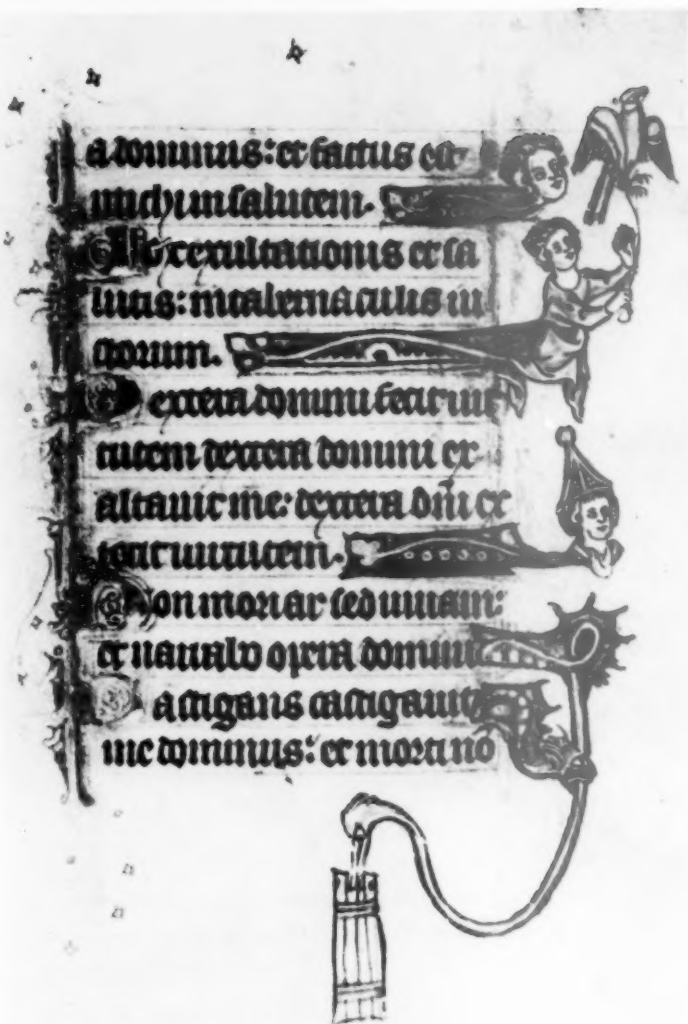 a dominus: et factus est
michi in salutem.
Vox exultationis et sa
lutis: in tabernaculis iu
storum.
Dextera domini fecit uir
tutem dextera domini ex
altauit me: dextera dni fe
cit uirtutem.
Non moriar sed uiuam:
et narrabo opera domini
Castigans castigauit
me dominus: et morti no